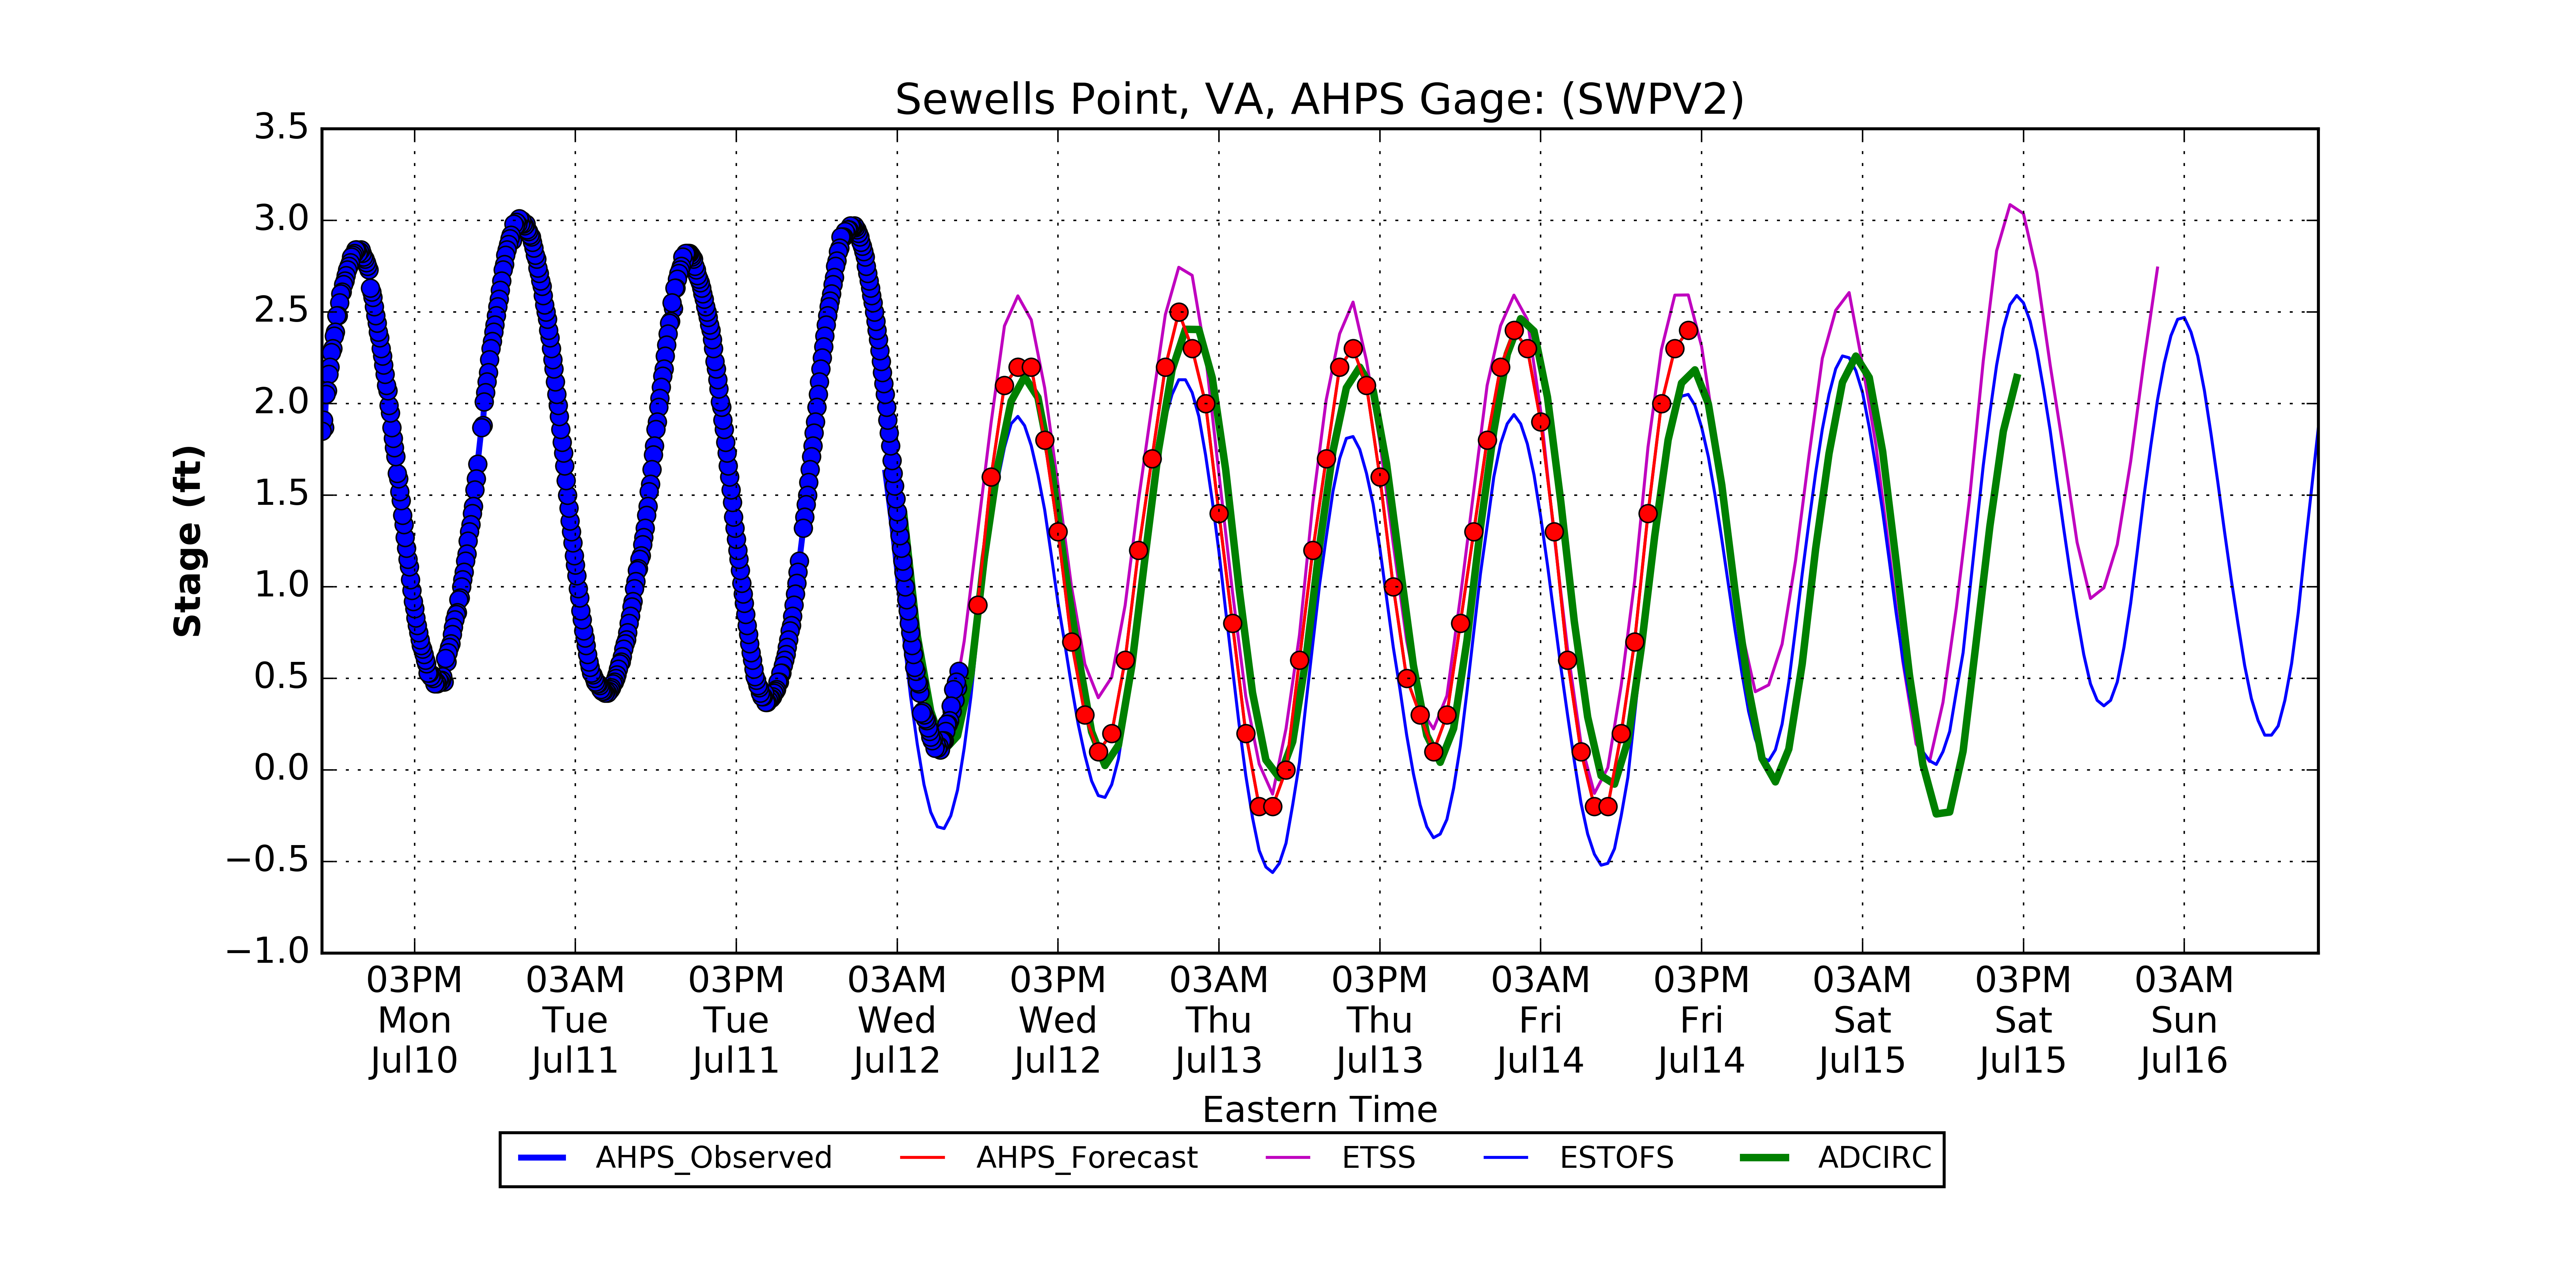 Sewells Point, VA, AHPS Gage: (SWPV2)
3.5
3.0
2.5
2.0
1.5
1.0
0.5
0.0
−0.5
−1.0
Stage (ft)
03PM 03AM 03PM 03AM 03PM 03AM 03PM 03AM 03PM 03AM 03PM 03AM
Mon Tue Tue Wed Wed Thu Thu Fri Fri Sat Sat Sun
Jul10 Jul11 Jul11 Jul12 Jul12 Jul13 Jul13 Jul14 Jul14 Jul15 Jul15 Jul16
Eastern Time
AHPS_Observed AHPS_Forecast ETSS ESTOFS ADCIRC